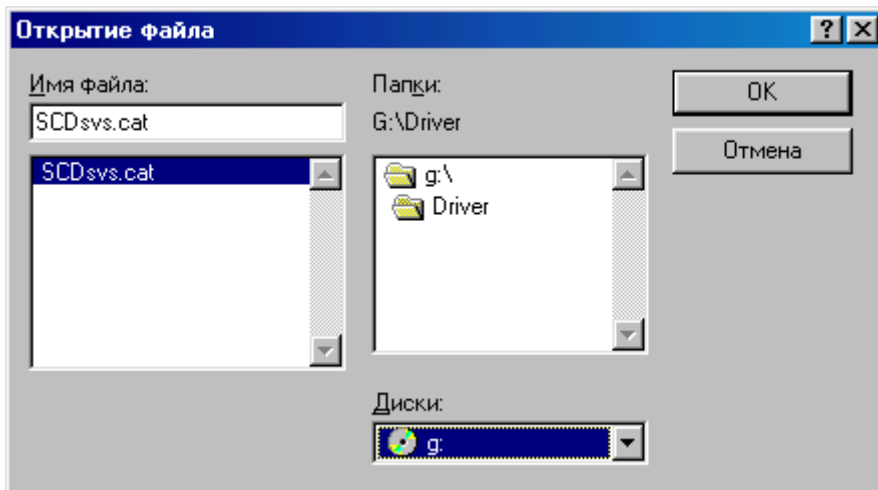 Открытие файла
Имя файла:
SCDsvs.cat
SCDsvs.cat
Папки:
G:\Driver
g:\
Driver
Диски:
g:
OK
Отмена